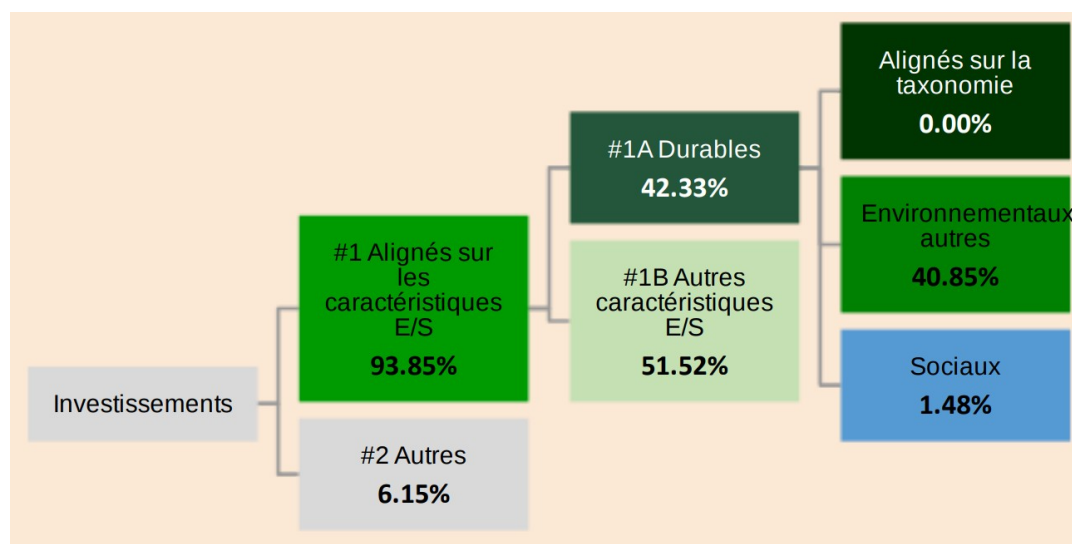 Investissements
#1 Alignés sur
les
caractéristiques
E/S
93.85%
#2 Autres
6.15%
#1A Durables
42.33%
#1B Autres
caractéristiques
E/S
51.52%
Alignés sur la
taxonomie
0.00%
Environnementaux
autres
40.85%
Sociaux
1.48%